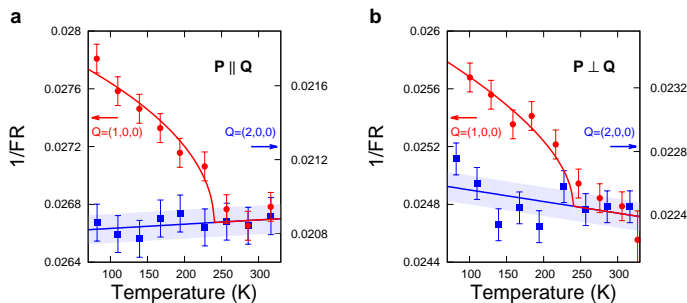 a
0.028
0.0276
0.0272
0.0268
0.0264
1/FR
P ∥ Q
Q=(1,0,0)
Q=(2,0,0)
0.0216
0.0212
0.0208
100 150 200 250 300
Temperature (K)
b
0.026
0.0256
0.0252
0.0248
0.0244
1/FR
P ⊥ Q
Q=(1,0,0)
Q=(2,0,0)
0.0232
0.0228
0.0224
100 150 200 250 300
Temperature (K)